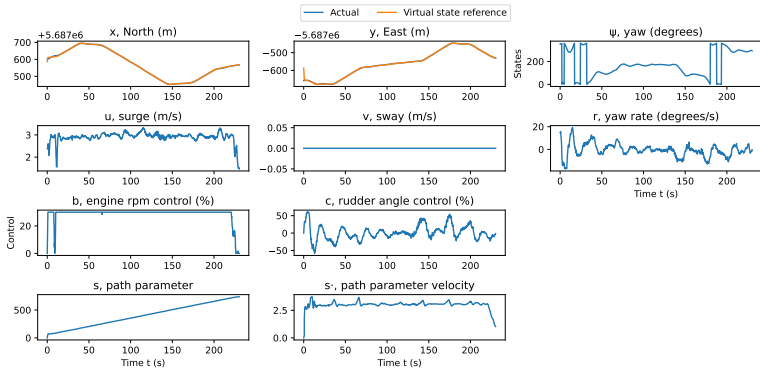 Actual Virtual state reference
x, North (m) y, East (m) ψ, yaw (degrees)
+5.687e6 −5.687e6
700
600
500
0 50 100 150 200
−500
−600
0 50 100 150 200
States
200
0
0 50 100 150 200
u, surge (m/s) v, sway (m/s) r, yaw rate (degrees/s)
3
2
0 50 100 150 200
0.05
0.00
−0.05
0 50 100 150 200
20
0
0 50 100 150 200
Time t (s)
b, engine rpm control (%) c, rudder angle control (%)
Control
20
0
0 50 100 150 200
50
0
−50
0 50 100 150 200
s, path parameter s·, path parameter velocity
500
0
0 50 100 150 200
Time t (s)
2.5
0.0
0 50 100 150 200
Time t (s)